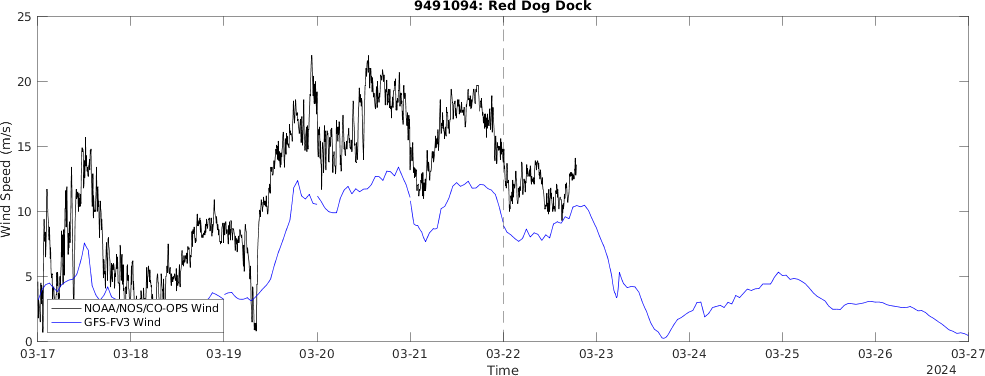 9491094: Red Dog Dock
Wind Speed (m/s)
25
20
15
10
5
0
NOAA/NOS/CO-OPS Wind
GFS-FV3 Wind
03-17 03-18 03-19 03-20 03-21 03-22 03-23 03-24 03-25 03-26 03-27
Time
2024